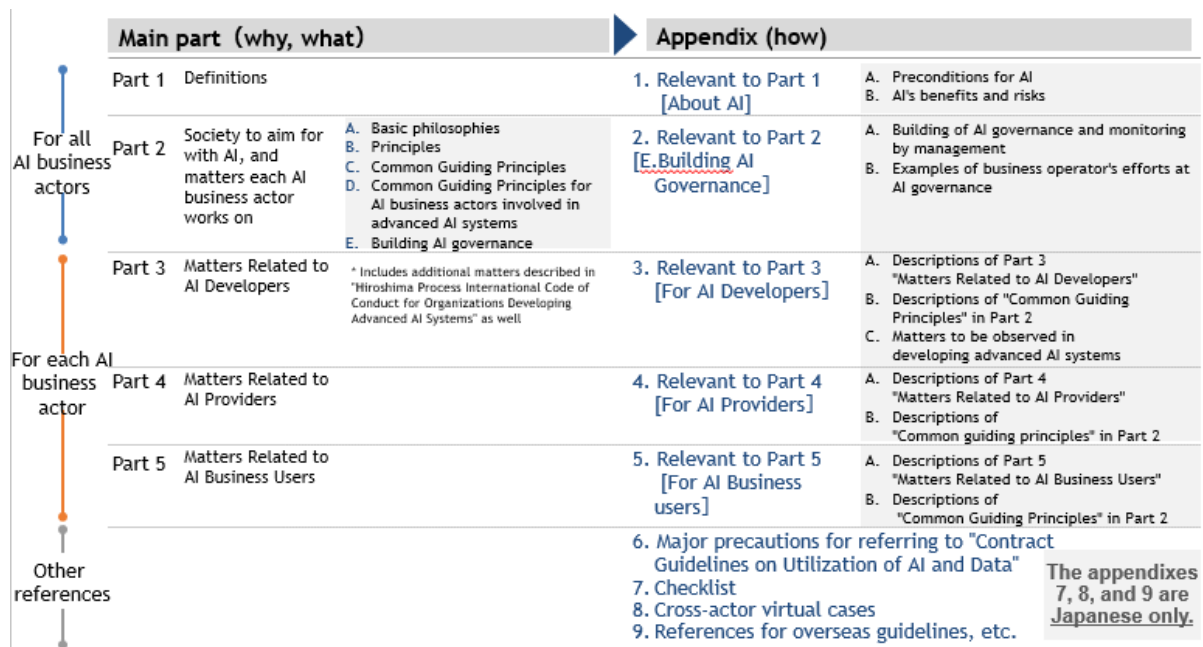 Main part（why, what）
Appendix (how)
For all
AI business
actors
Part 1
Definitions
1. Relevant to Part 1
[About AI]
A. Preconditions for AI
B. AI's benefits and risks
Part 2
Society to aim for
with AI, and
matters each AI
business actor
works on
A. Basic philosophies
B. Principles
C. Common Guiding Principles
D. Common Guiding Principles for
AI business actors involved in
advanced AI systems
E. Building AI governance
2. Relevant to Part 2
[E.Building AI
Governance]
A. Building of AI governance and monitoring
by management
B. Examples of business operator's efforts at
AI governance
For each AI
business
actor
Part 3
Matters Related to
AI Developers
* Includes additional matters described in
"Hiroshima Process International Code of
Conduct for Organizations Developing
Advanced AI Systems" as well
3. Relevant to Part 3
[For AI Developers]
A. Descriptions of Part 3
"Matters Related to AI Developers"
B. Descriptions of "Common Guiding
Principles" in Part 2
C. Matters to be observed in
developing advanced AI systems
Part 4
Matters Related to
AI Providers
4. Relevant to Part 4
[For AI Providers]
A. Descriptions of Part 4
"Matters Related to AI Providers"
B. Descriptions of
"Common guiding principles" in Part 2
Part 5
Matters Related to
AI Business Users
5. Relevant to Part 5
[For AI Business
users]
A. Descriptions of Part 5
"Matters Related to AI Business Users"
B. Descriptions of
"Common Guiding Principles" in Part 2
Other
references
6. Major precautions for referring to "Contract
Guidelines on Utilization of AI and Data"
7. Checklist
8. Cross-actor virtual cases
9. References for overseas guidelines, etc.
The appendixes
7, 8, and 9 are
Japanese only.